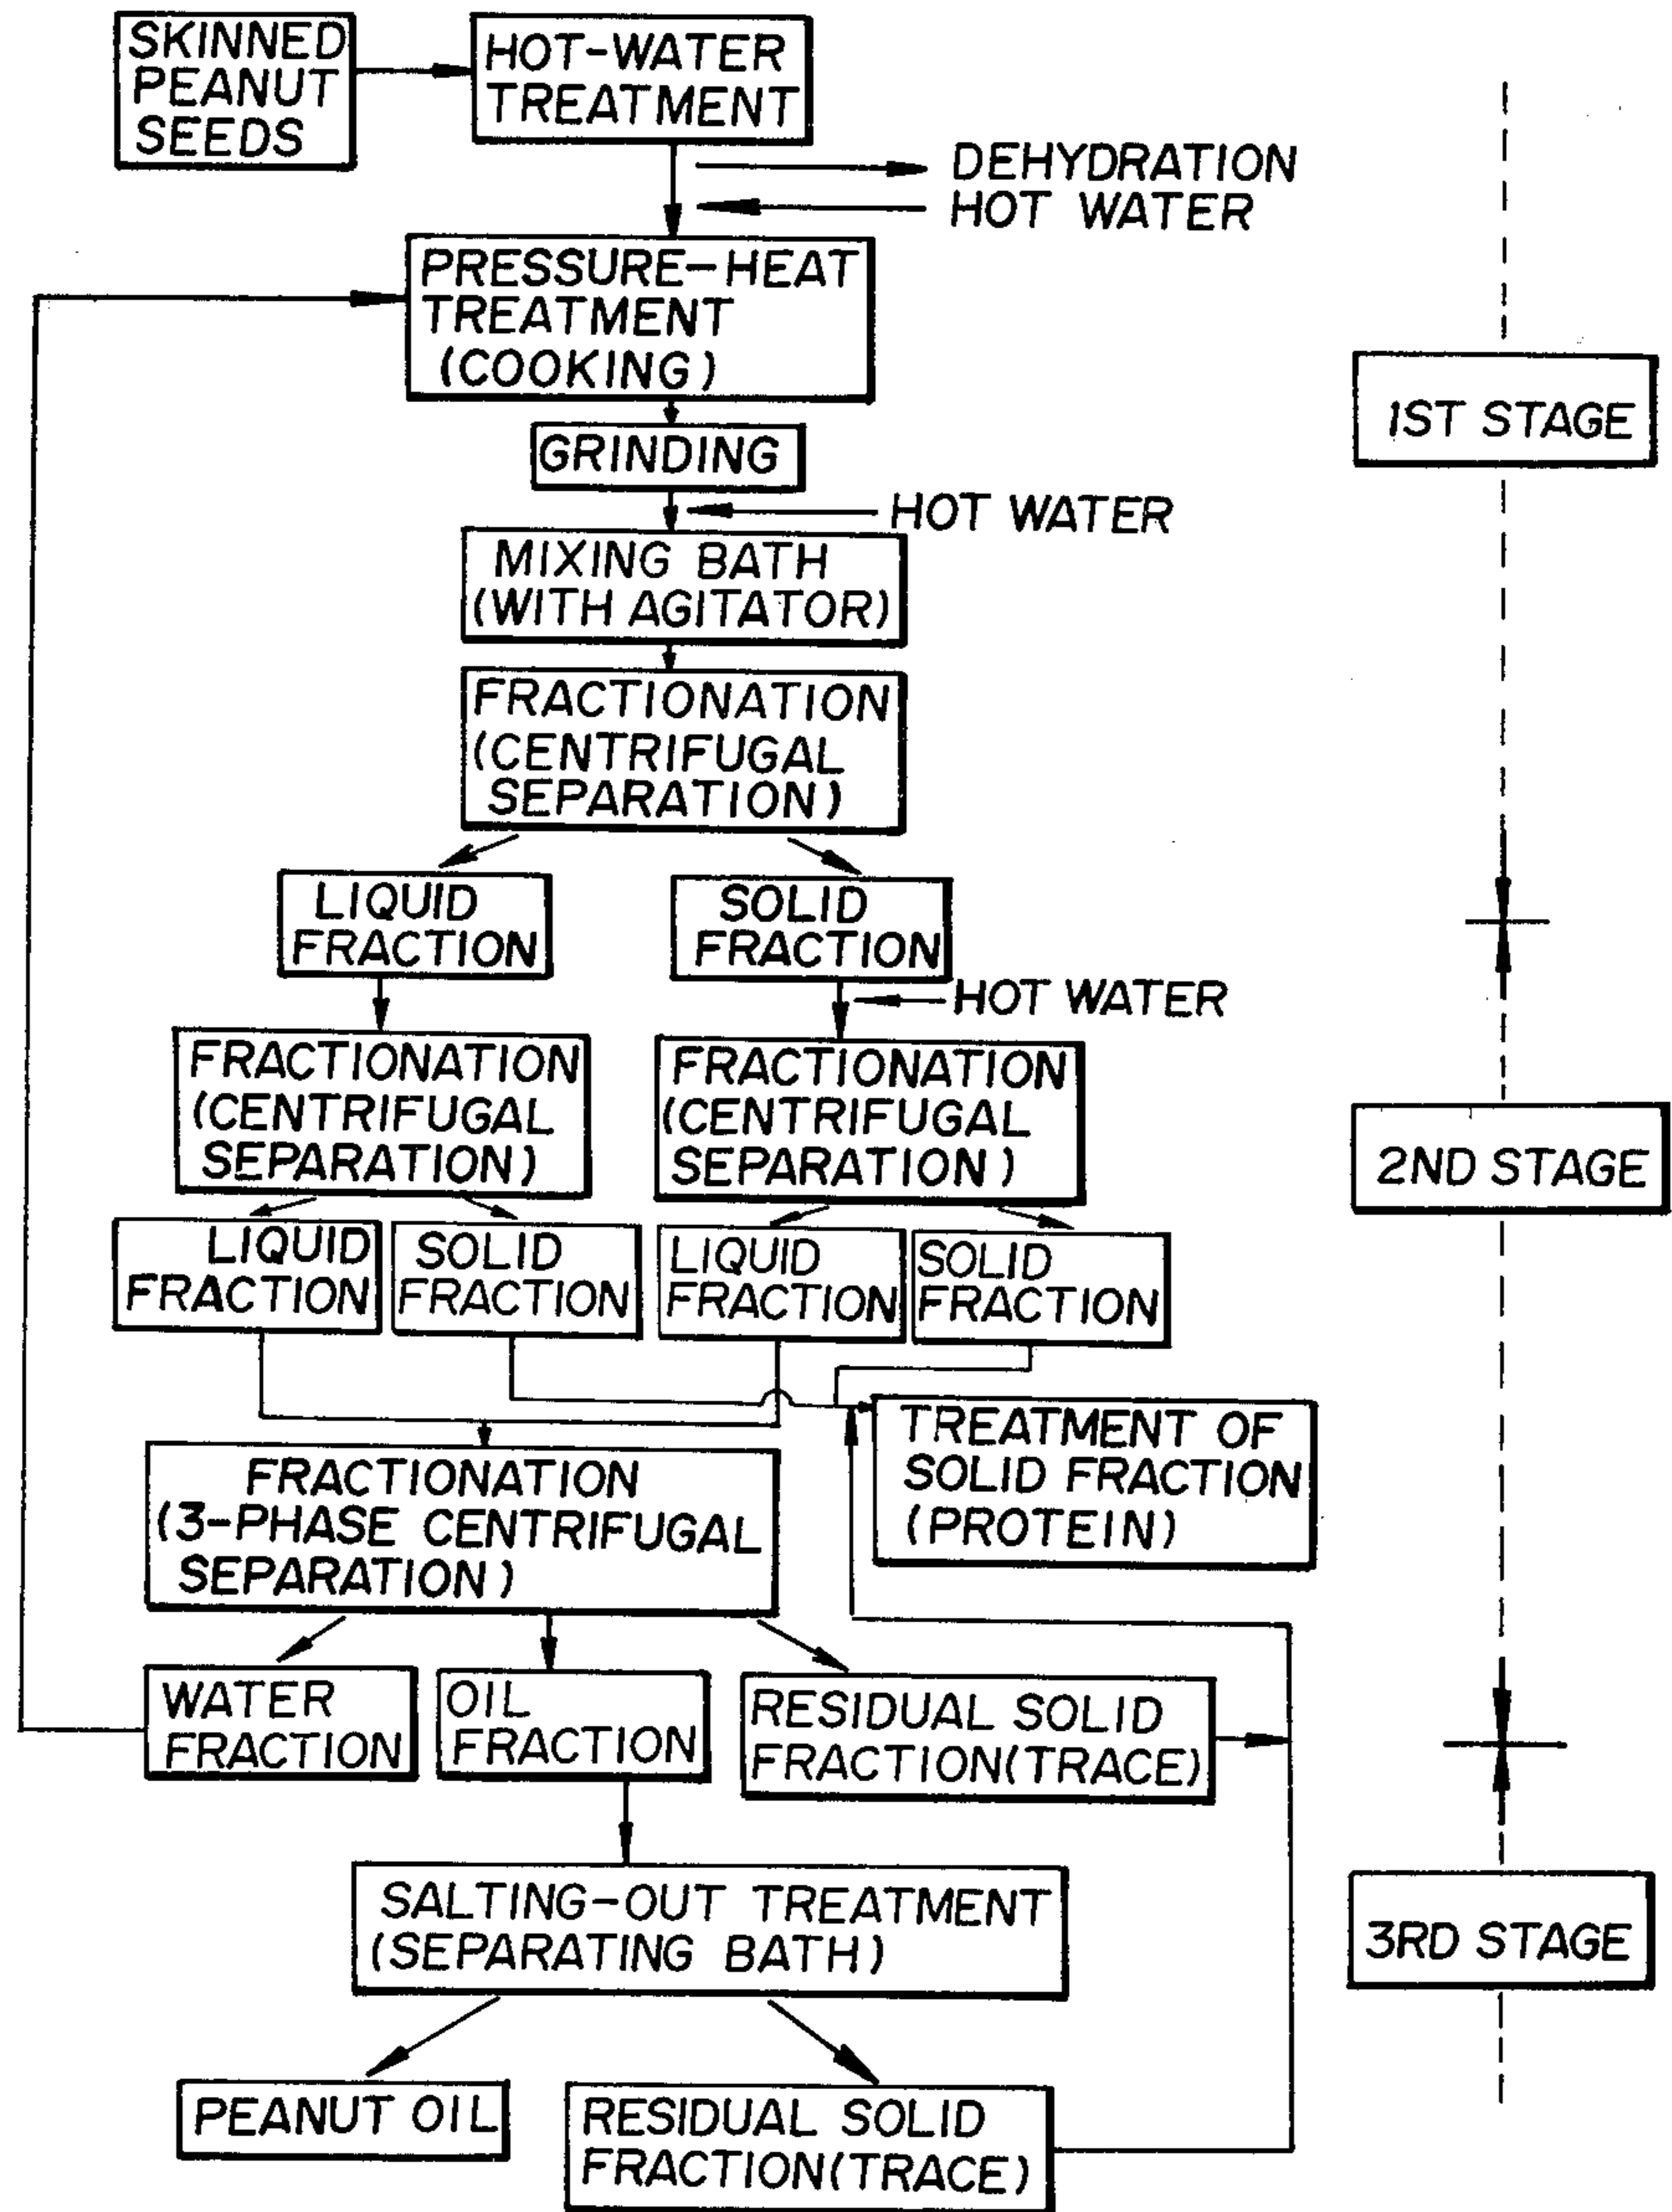 SKINNED
PEANUT
SEEDS
HOT-WATER
TREATMENT
DEHYDRATION
HOT WATER
PRESSURE-HEAT
TREATMENT
(COOKING)
1ST STAGE
GRINDING
HOT WATER
MIXING BATH
(WITH AGITATOR)
FRACTIONATION
(CENTRIFUGAL
SEPARATION)
LIQUID
FRACTION
SOLID
FRACTION
HOT WATER
FRACTIONATION
(CENTRIFUGAL
SEPARATION)
FRACTIONATION
(CENTRIFUGAL
SEPARATION)
2ND STAGE
LIQUID
FRACTION
SOLID
FRACTION
LIQUID
FRACTION
SOLID
FRACTION
TREATMENT OF
SOLID FRACTION
(PROTEIN)
FRACTIONATION
(3-PHASE CENTRIFUGAL
SEPARATION)
WATER
FRACTION
OIL
FRACTION
RESIDUAL SOLID
FRACTION(TRACE)
SALTING-OUT TREATMENT
(SEPARATING BATH)
3RD STAGE
PEANUT OIL
RESIDUAL SOLID
FRACTION(TRACE)